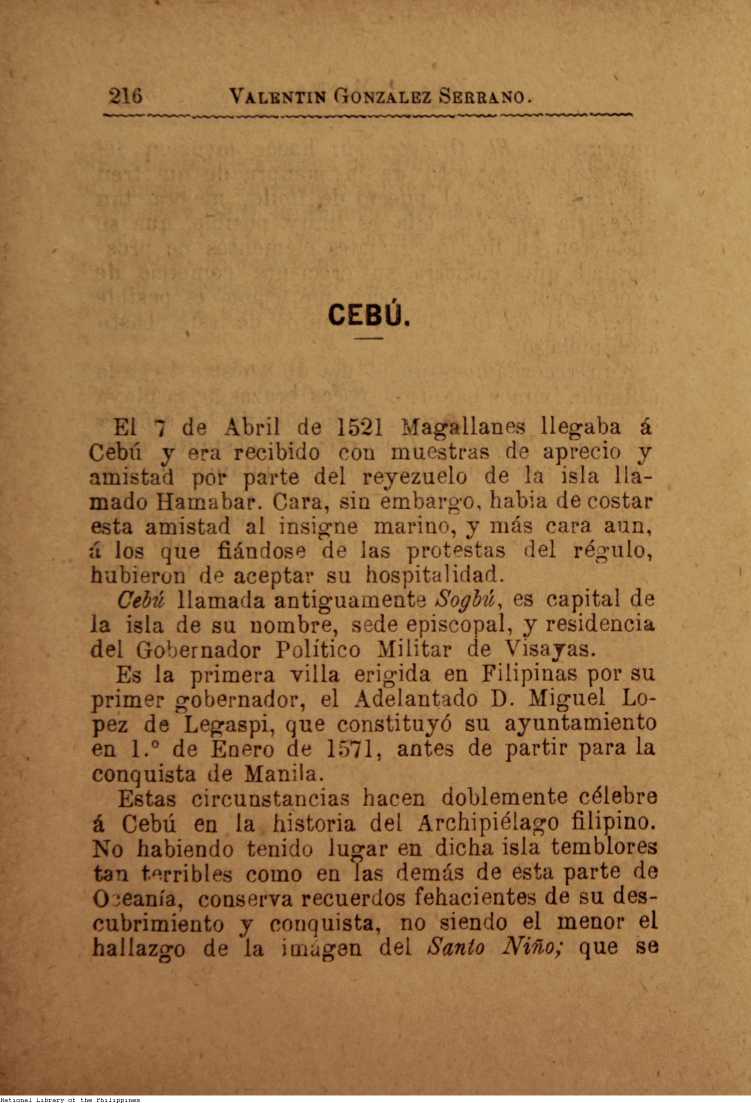 216 VALENTIN GONZÁLEZ SERRANO.
CEBÚ.
El 7 de Abril de 1521 Magallanes llegaba á
Cebú y era recibido con muestras de aprecio y
amistad por parte del reyezuelo de la isla lla-
mado Hamabar. Cara, sin embargo, habia de costar
esta amistad al insigne marino, y más cara aun,
á los que fiándose de las protestas del régulo,
hubieron de aceptar su hospitalidad.
Cebú llamada antiguamente Sogbú, es capital de
la isla de su nombre, sede episcopal, y residencia
del Gobernador Político Militar de Visayas.
Es la primera villa erigida en Filipinas por su
primer gobernador, el Adelantado D. Miguel Lo-
pez de Legaspi, que constituyó su ayuntamiento
en 1.º de Enero de 1571, antes de partir para la
conquista de Manila.
Estas circunstancias hacen doblemente célebre
á Cebú en la historia del Archipiélago filipino.
No habiendo tenido lugar en dicha isla temblores
tan terribles como en las demás de esta parte de
Oceanía, conserva recuerdos fehacientes de su des-
cubrimiento y conquista, no siendo el menor el
hallazgo de la imágen del Santo Niño; que se
National Library of the Philippines